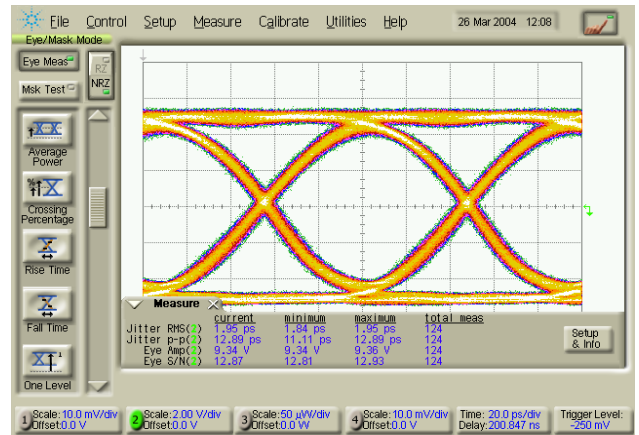 File Control Setup Measure Calibrate Utilities Help 26 Mar 2004 12:08
Eye/Mask Mode
Eye Meas
RZ
NRZ
Msk Test
Average
Power
Crossing
Percentage
Rise Time
Fall Time
One Level
Measure
current minimum maximum total meas
Jitter RMS(2) 1.95 ps 1.84 ps 1.95 ps 124
Jitter p-p(2) 12.89 ps 11.11 ps 12.89 ps 124
Eye Amp(2) 9.34 V 9.34 V 9.36 V 124
Eye S/N(2) 12.87 12.81 12.93 124
Setup
& Info
1 Scale: 10.0 mV/div
Offset:0.0 V
2 Scale: 2.00 V/div
Offset:0.0 V
3 Scale: 50 µW/div
Offset:0.0 W
4 Scale: 10.0 mV/div
Offset:0.0 V
Time: 20.0 ps/div
Delay:200.847 ns
Trigger Level:
-250 mV